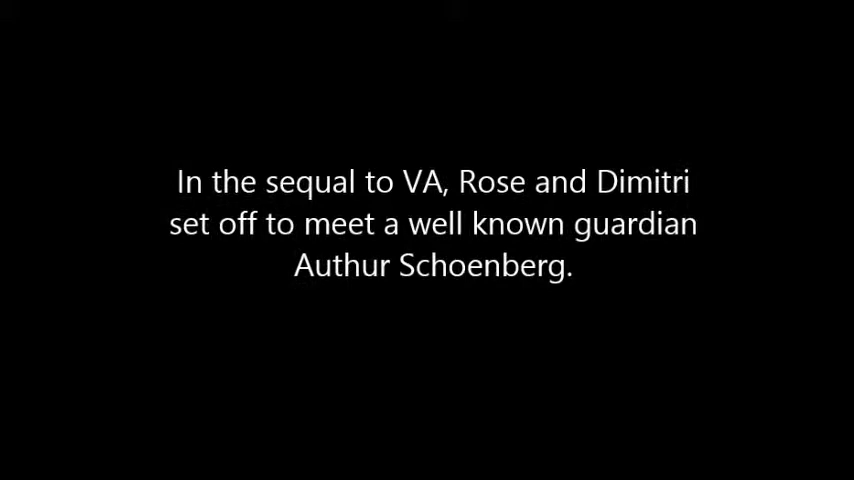 In the sequal to VA, Rose and Dimitri
set off to meet a well known guardian
Authur Schoenberg.